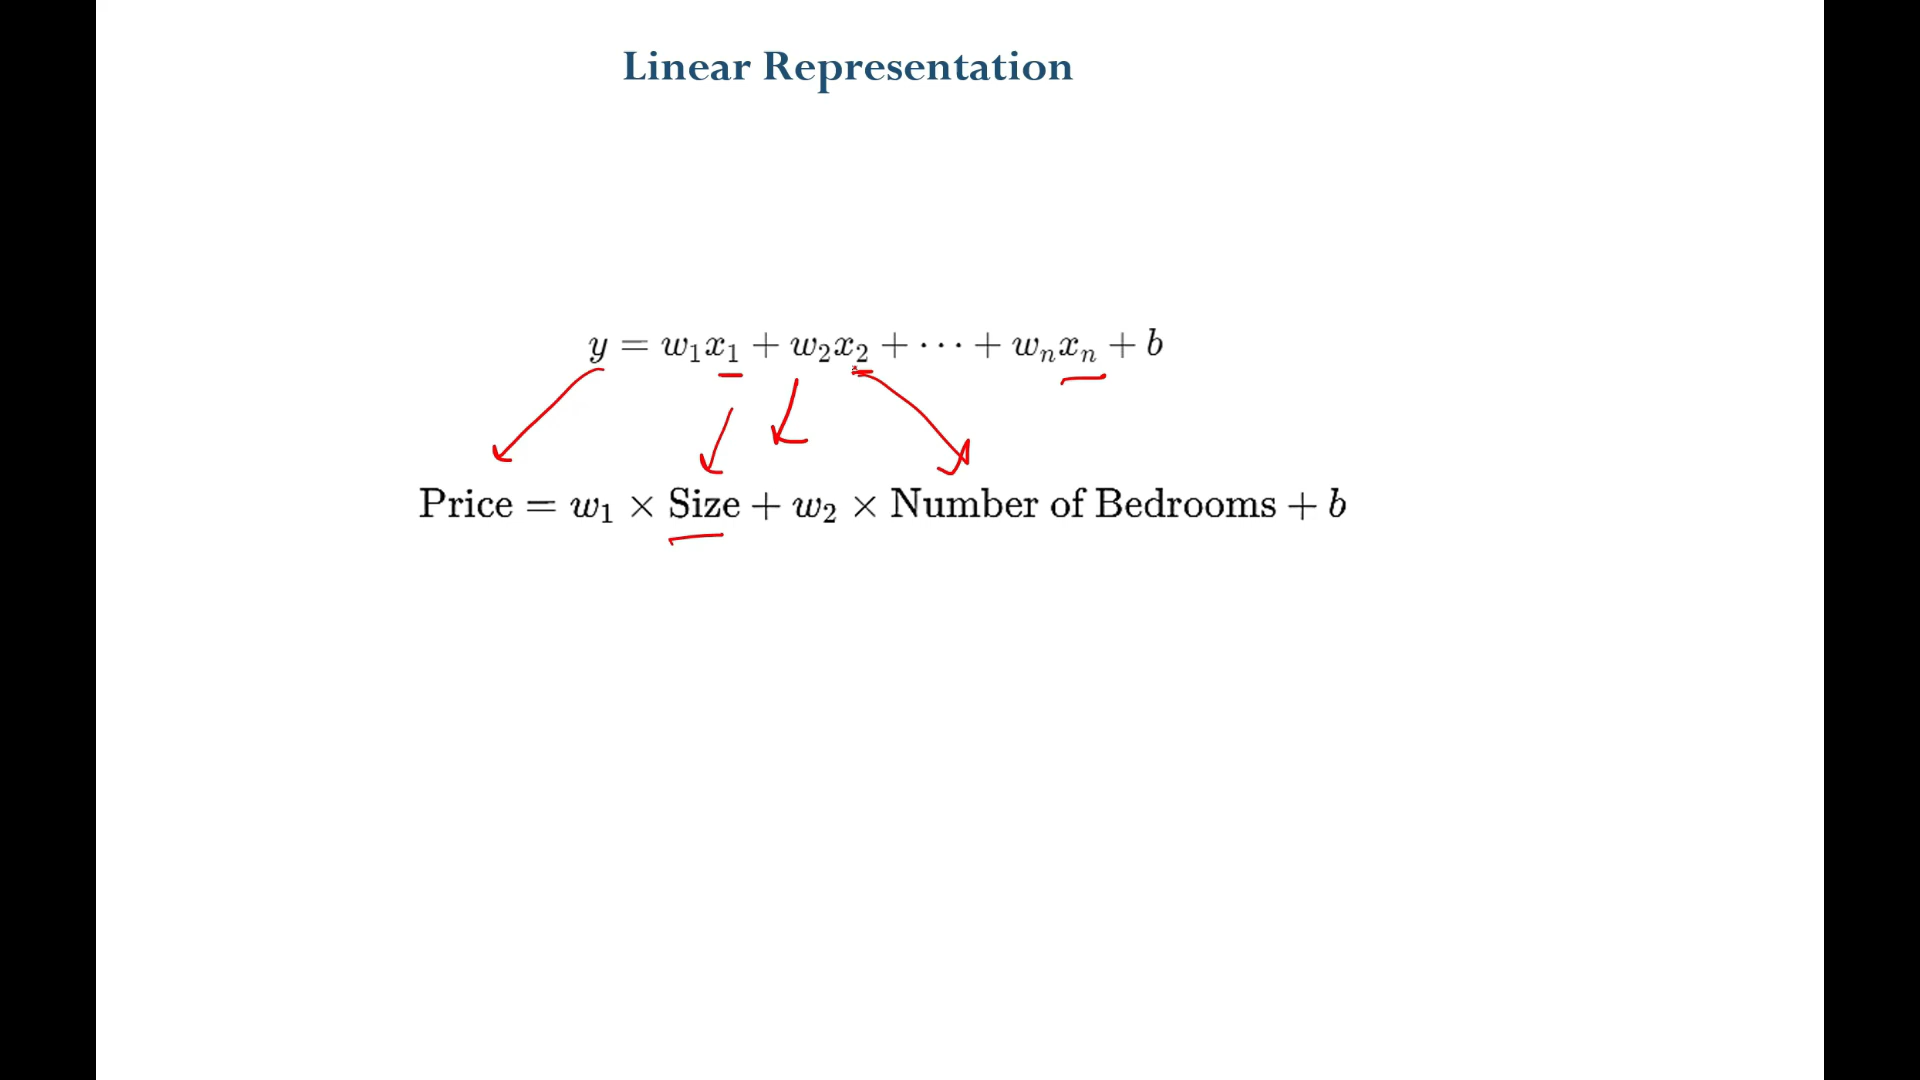 Linear Representation
y = w₁x₁ + w₂x₂ + ⋯ + wₙxₙ + b
Price = w₁ × Size + w₂ × Number of Bedrooms + b